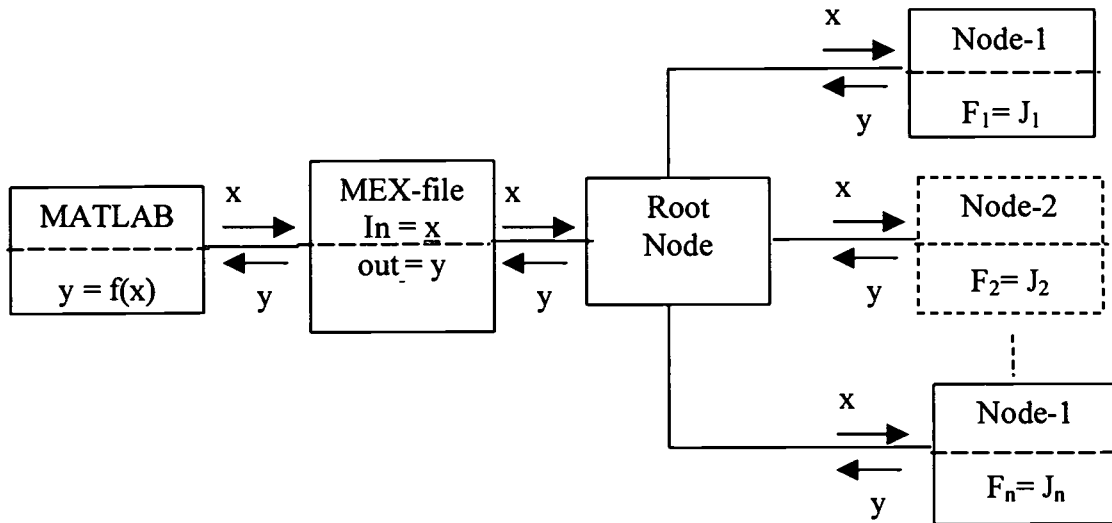 MATLAB
y = f(x)
x
y
MEX-file
In = x
out = y
x
y
Root
Node
x
y
Node-1
F₁= J₁
x
y
Node-2
F₂= J₂
x
y
Node-1
Fₙ= Jₙ